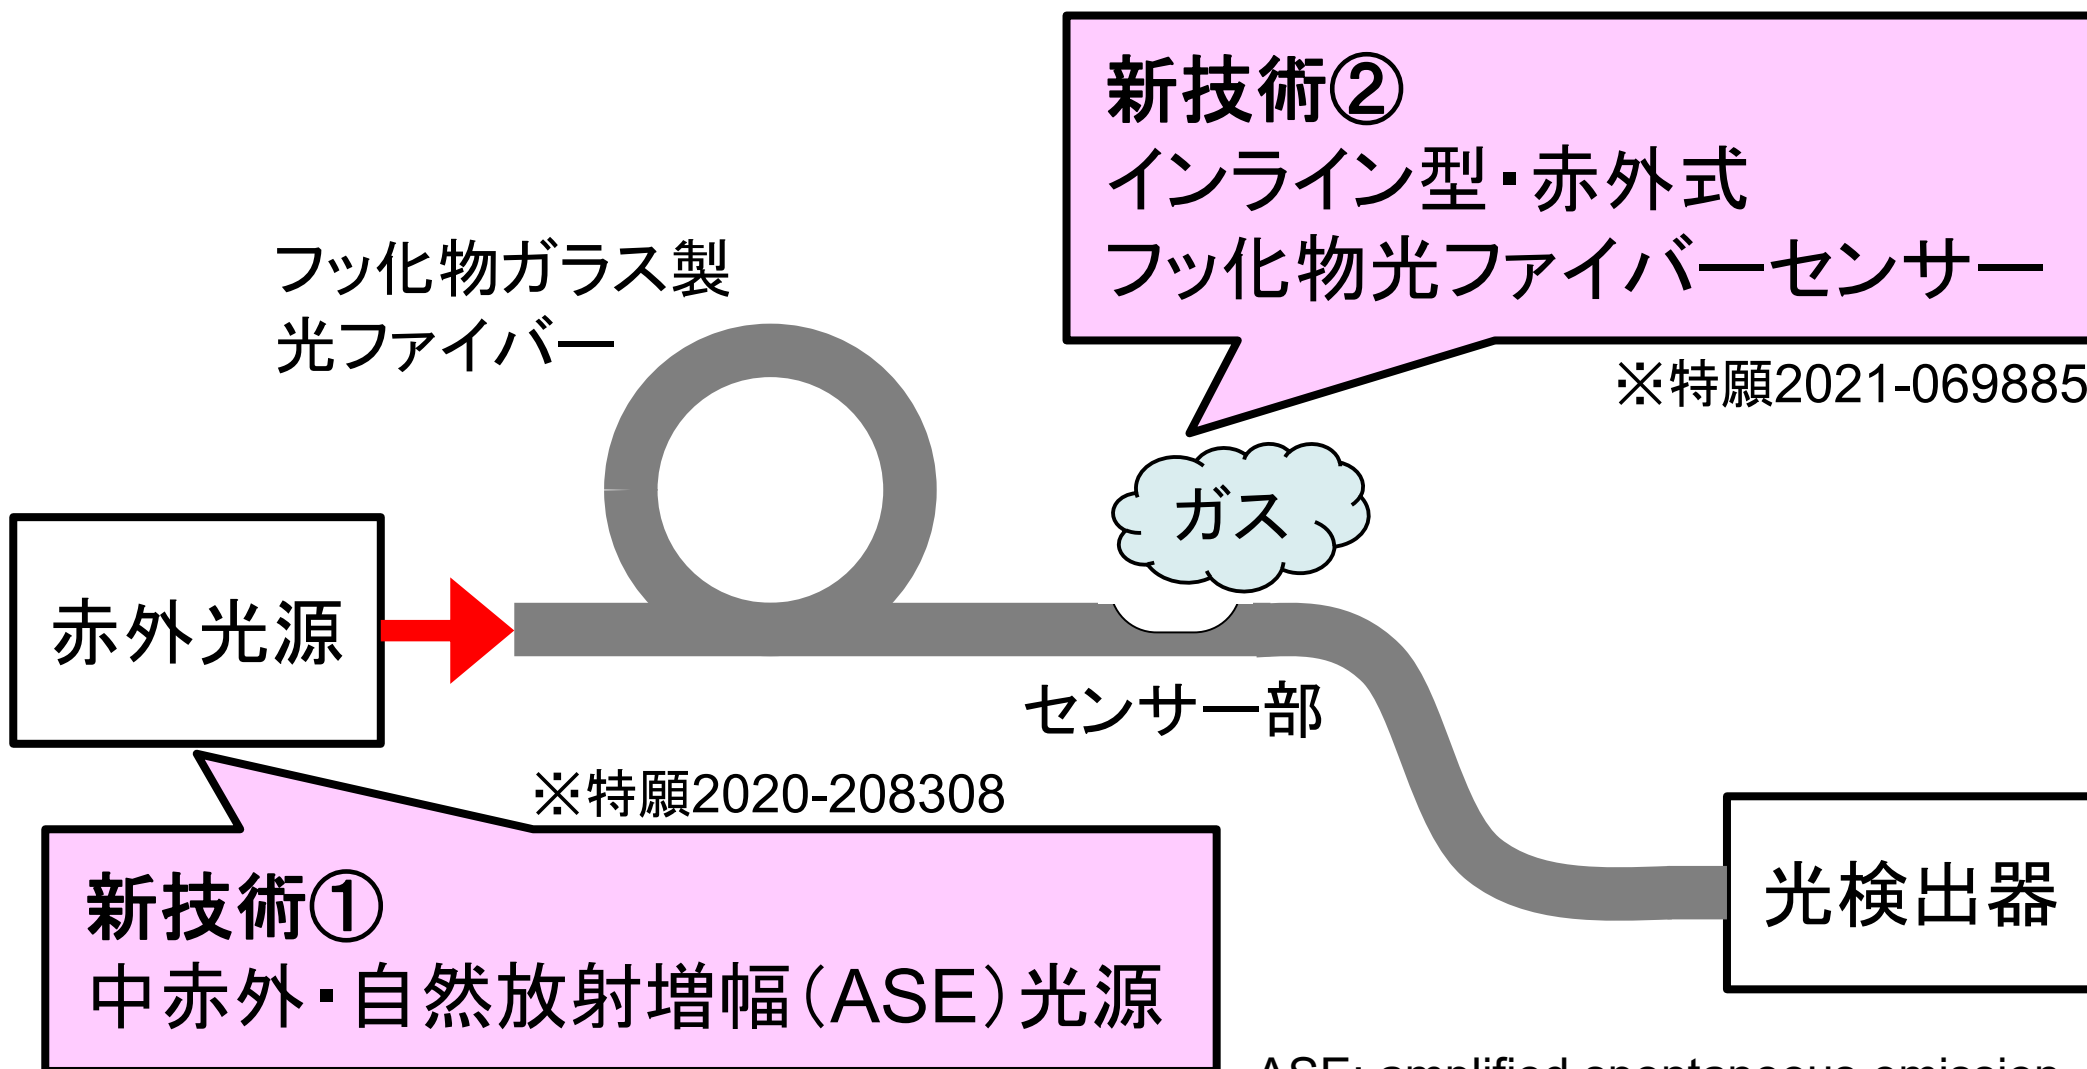 新技術②
インライン型・赤外式
フッ化物光ファイバーセンサー
※特願2021-069885
フッ化物ガラス製
光ファイバー
ガス
赤外光源
センサー部
※特願2020-208308
新技術①
中赤外・自然放射増幅（ASE）光源
光検出器
ASE: amplified spontaneous emission